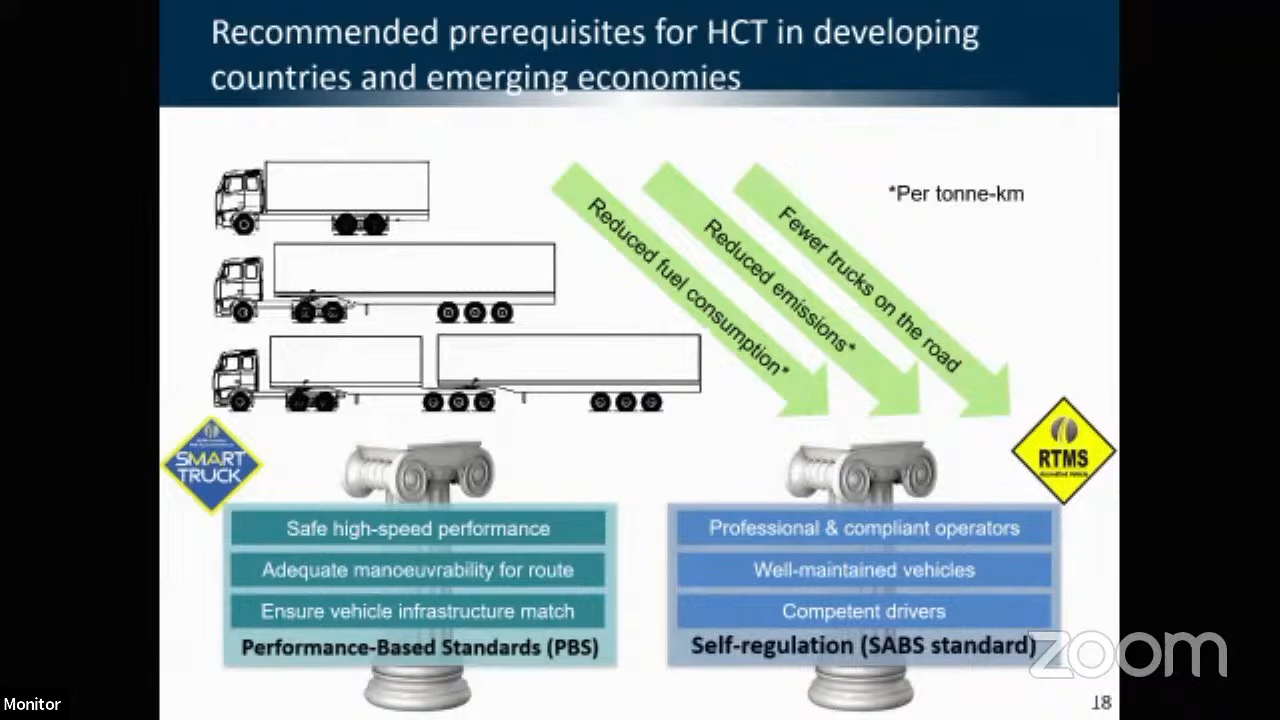 Recommended prerequisites for HCT in developing
countries and emerging economies
*Per tonne-km
Reduced fuel consumption*
Reduced emissions*
Fewer trucks on the road
SMART
TRUCK
RTMS
Safe high-speed performance
Adequate manoeuvrability for route
Ensure vehicle infrastructure match
Performance-Based Standards (PBS)
Professional & compliant operators
Well-maintained vehicles
Competent drivers
Self-regulation (SABS standard)
zoom
Monitor
18